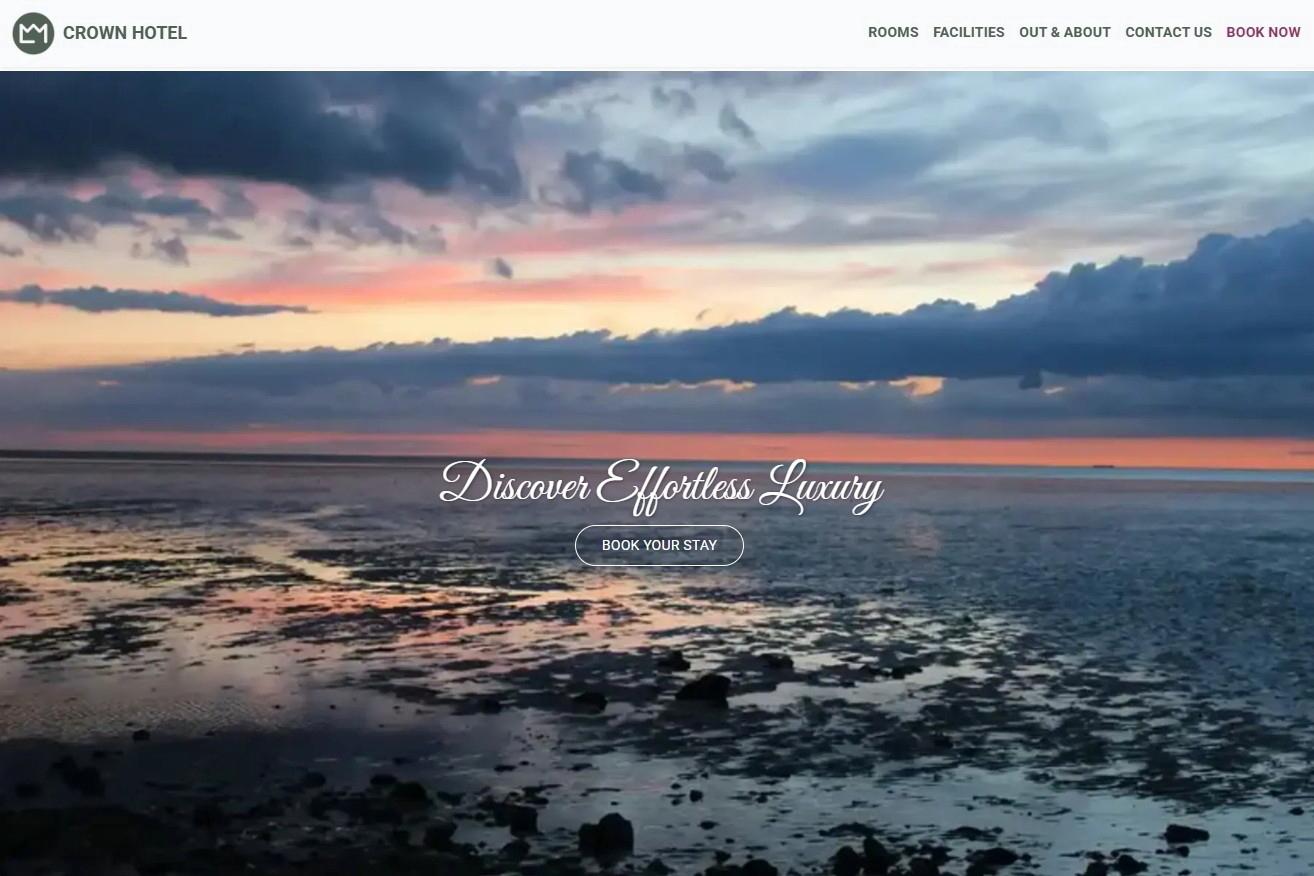 CROWN HOTEL
ROOMS FACILITIES OUT & ABOUT CONTACT US BOOK NOW
Discover Effortless Luxury
BOOK YOUR STAY